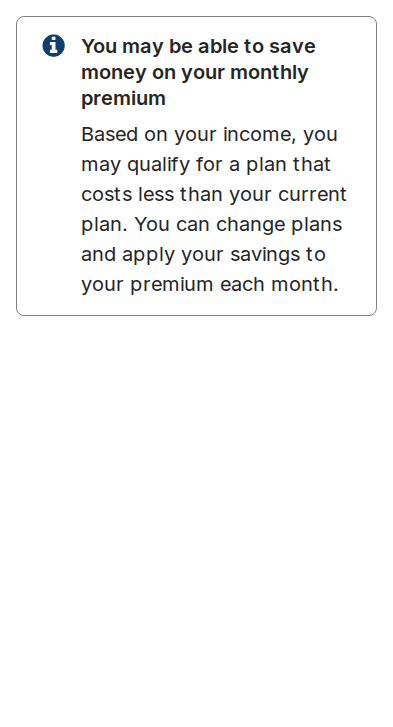 You may be able to save
money on your monthly
premium
Based on your income, you
may qualify for a plan that
costs less than your current
plan. You can change plans
and apply your savings to
your premium each month.